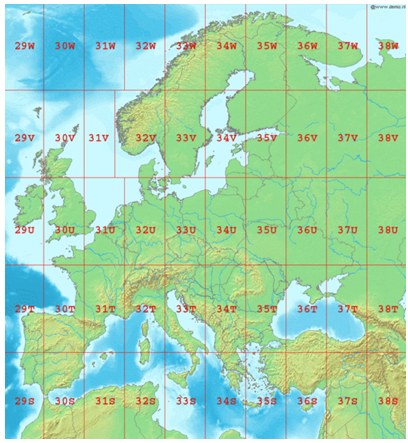 @www.dmap.nl
29W 30W 31W 32W 33W 34W 35W 36W 37W 38W
29V 30V 31V 32V 33V 34V 35V 36V 37V 38V
29U 30U 31U 32U 33U 34U 35U 36U 37U 38U
29T 30T 31T 32T 33T 34T 35T 36T 37T 38T
29S 30S 31S 32S 33S 34S 35S 36S 37S 38S